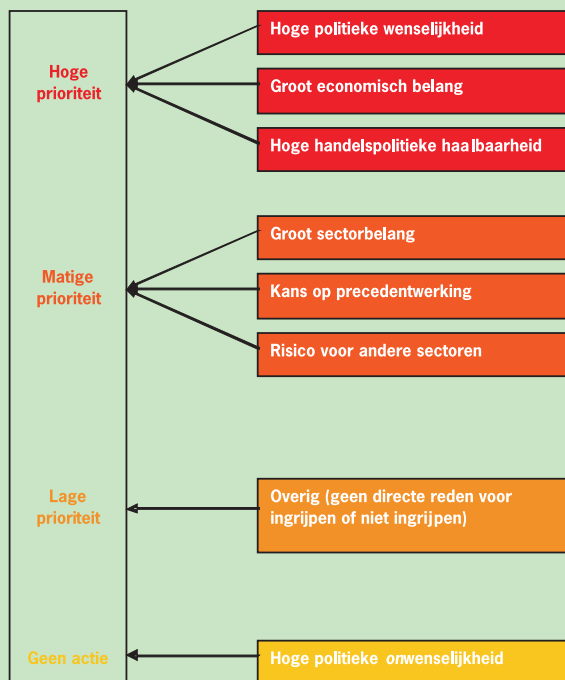 Hoge
prioriteit
Hoge politieke wenselijkheid
Groot economisch belang
Hoge handelspolitieke haalbaarheid
Matige
prioriteit
Groot sectorbelang
Kans op precedentwerking
Risico voor andere sectoren
Lage
prioriteit
Overig (geen directe reden voor
ingrijpen of niet ingrijpen)
Geen actie
Hoge politieke onwenselijkheid